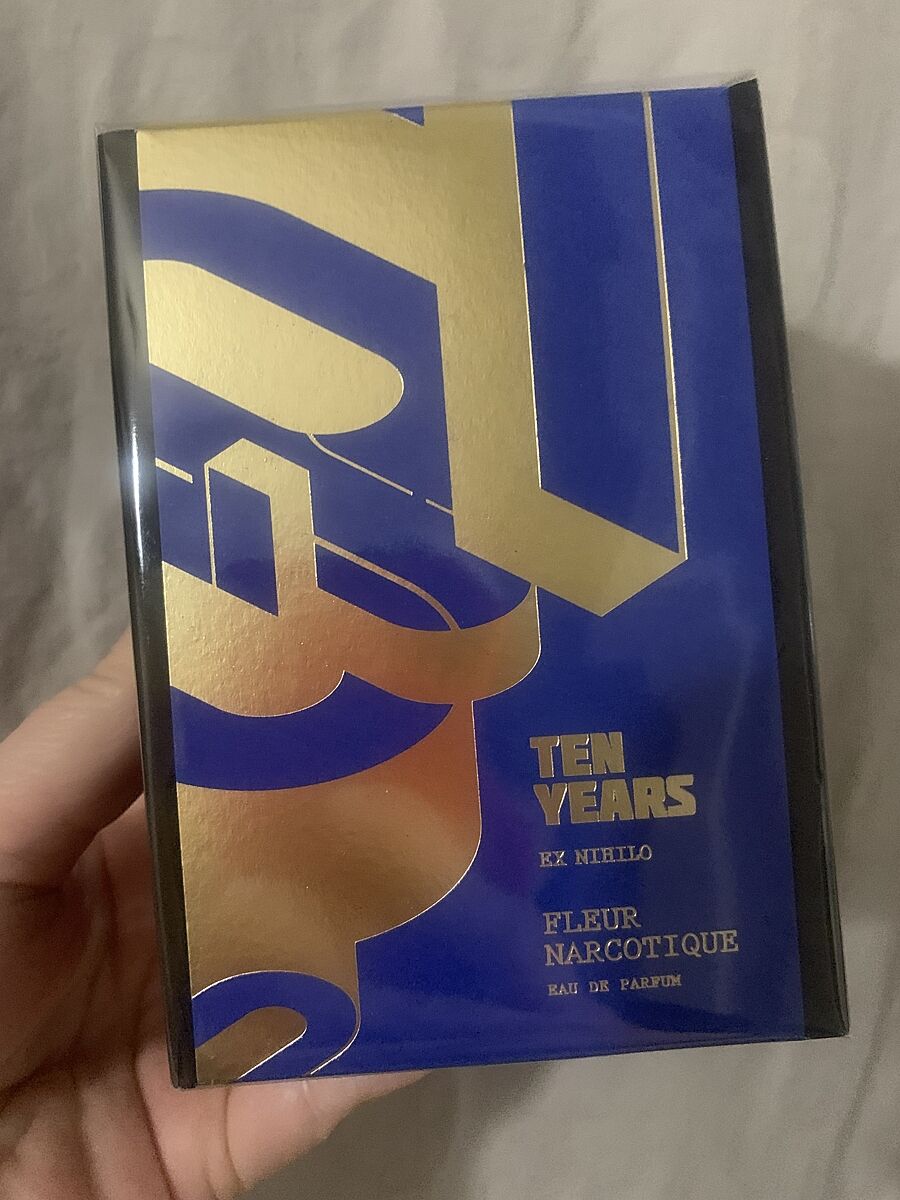 TEN
YEARS
EX NIHILO
FLEUR
NARCOTIQUE
EAU DE PARFUM